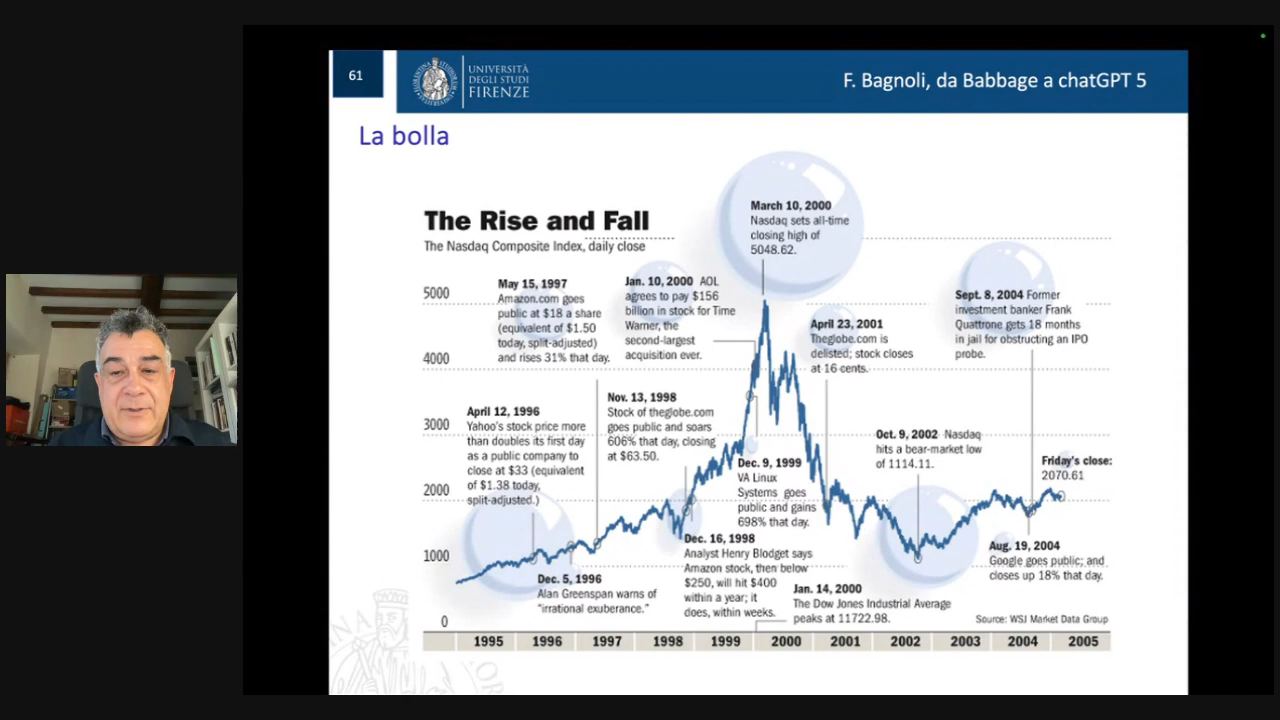 61
UNIVERSITÀ
DEGLI STUDI
FIRENZE
F. Bagnoli, da Babbage a chatGPT 5
La bolla
The Rise and Fall
The Nasdaq Composite Index, daily close
March 10, 2000
Nasdaq sets all-time
closing high of
5048.62.
May 15, 1997
Amazon.com goes
public at $18 a share
(equivalent of $1.50
today, split-adjusted)
and rises 31% that day.
Jan. 10, 2000 AOL
agrees to pay $156
billion in stock for Time
Warner, the
second-largest
acquisition ever.
April 23, 2001
Theglobe.com is
delisted; stock closes
at 16 cents.
Sept. 8, 2004 Former
investment banker Frank
Quattrone gets 18 months
in jail for obstructing an IPO
probe.
April 12, 1996
Yahoo's stock price more
than doubles its first day
as a public company to
close at $33 (equivalent
of $1.38 today,
split-adjusted.)
Nov. 13, 1998
Stock of theglobe.com
goes public and soars
606% that day, closing
at $63.50.
Dec. 9, 1999
VA Linux
Systems goes
public and gains
698% that day.
Oct. 9, 2002 Nasdaq
hits a bear-market low
of 1114.11.
Friday's close:
2070.61
Dec. 5, 1996
Alan Greenspan warns of
"irrational exuberance."
Dec. 16, 1998
Analyst Henry Blodget says
Amazon stock, then below
$250, will hit $400
within a year; it
does, within weeks.
Jan. 14, 2000
The Dow Jones Industrial Average
peaks at 11722.98.
Aug. 19, 2004
Google goes public; and
closes up 18% that day.
Source: WSJ Market Data Group
5000
4000
3000
2000
1000
0
1995 1996 1997 1998 1999 2000 2001 2002 2003 2004 2005